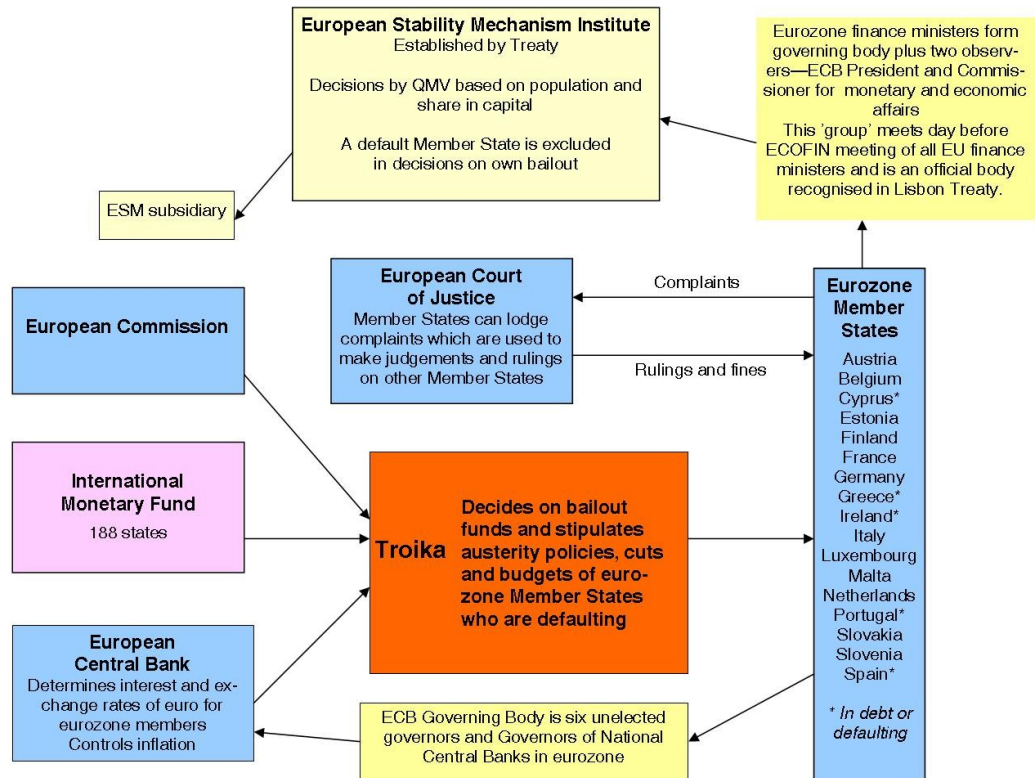 European Stability Mechanism Institute
Established by Treaty
Decisions by QMV based on population and
share in capital
A default Member State is excluded
in decisions on own bailout
Eurozone finance ministers form
governing body plus two observ-
ers—ECB President and Commis-
sioner for monetary and economic
affairs
This 'group' meets day before
ECOFIN meeting of all EU finance
ministers and is an official body
recognised in Lisbon Treaty.
ESM subsidiary
European Court
of Justice
Member States can lodge
complaints which are used to
make judgements and rulings
on other Member States
Complaints
Rulings and fines
Eurozone
Member
States
Austria
Belgium
Cyprus*
Estonia
Finland
France
Germany
Greece*
Ireland*
Italy
Luxembourg
Malta
Netherlands
Portugal*
Slovakia
Slovenia
Spain*
* In debt or
defaulting
European Commission
International
Monetary Fund
188 states
Troika
Decides on bailout
funds and stipulates
austerity policies, cuts
and budgets of euro-
zone Member States
who are defaulting
European
Central Bank
Determines interest and ex-
change rates of euro for
eurozone members
Controls inflation
ECB Governing Body is six unelected
governors and Governors of National
Central Banks in eurozone